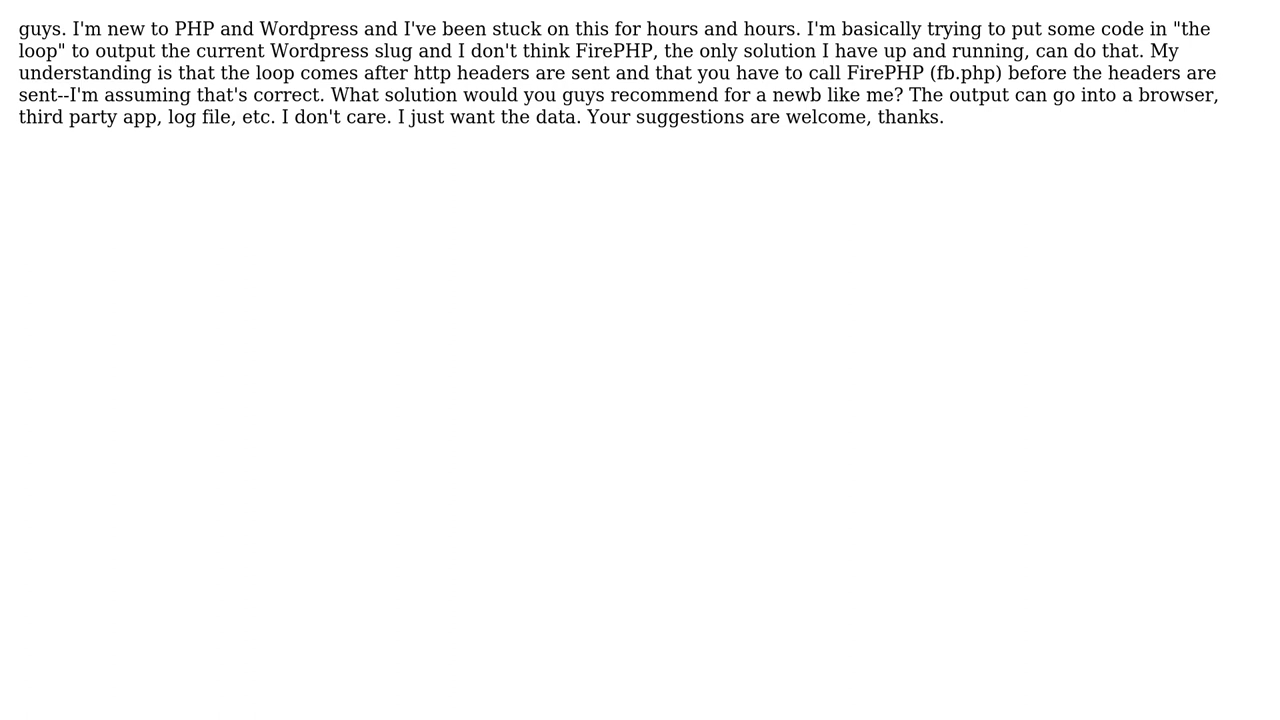 guys. I'm new to PHP and Wordpress and I've been stuck on this for hours and hours. I'm basically trying to put some code in "the
loop" to output the current Wordpress slug and I don't think FirePHP, the only solution I have up and running, can do that. My
understanding is that the loop comes after http headers are sent and that you have to call FirePHP (fb.php) before the headers are
sent--I'm assuming that's correct. What solution would you guys recommend for a newb like me? The output can go into a browser,
third party app, log file, etc. I don't care. I just want the data. Your suggestions are welcome, thanks.